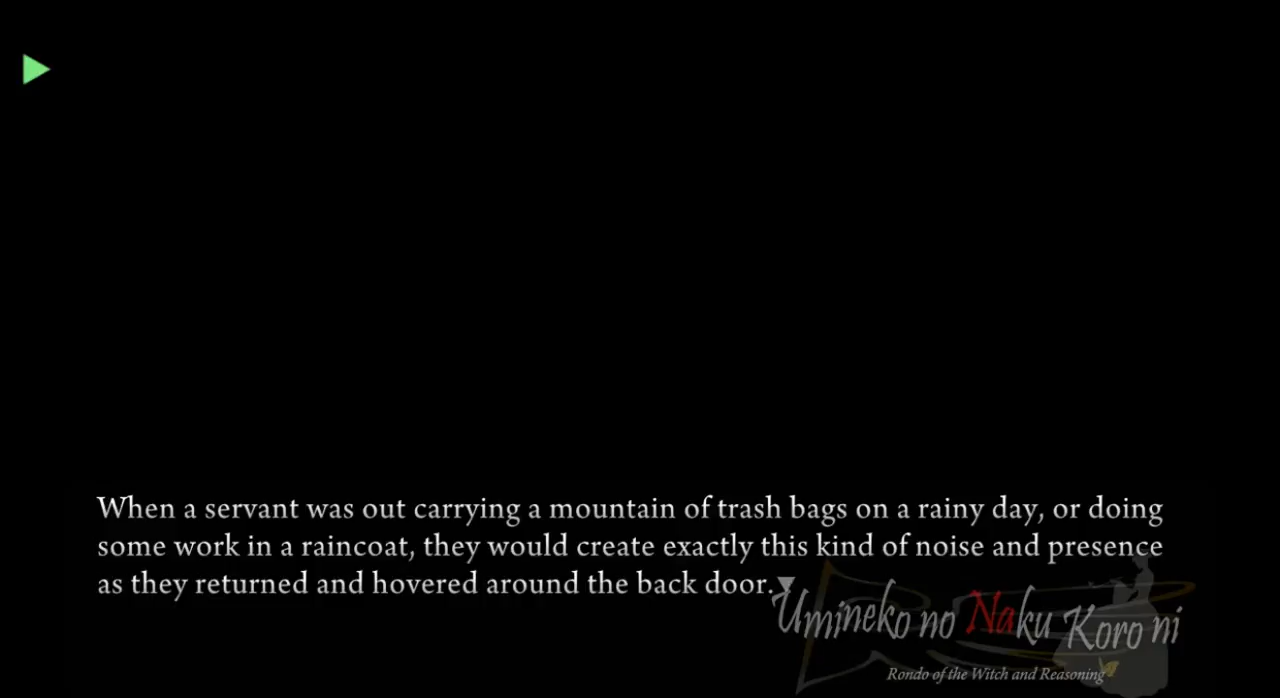 When a servant was out carrying a mountain of trash bags on a rainy day, or doing
some work in a raincoat, they would create exactly this kind of noise and presence
as they returned and hovered around the back door.
Umineko no Naku Koro ni
Rondo of the Witch and Reasoning